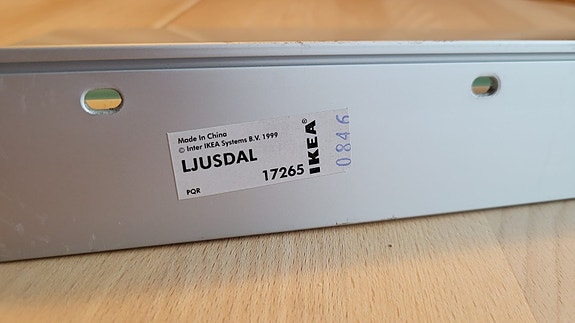 Made in China
© Inter IKEA Systems B.V. 1999
LJUSDAL
17265
PQR
IKEA®
0846